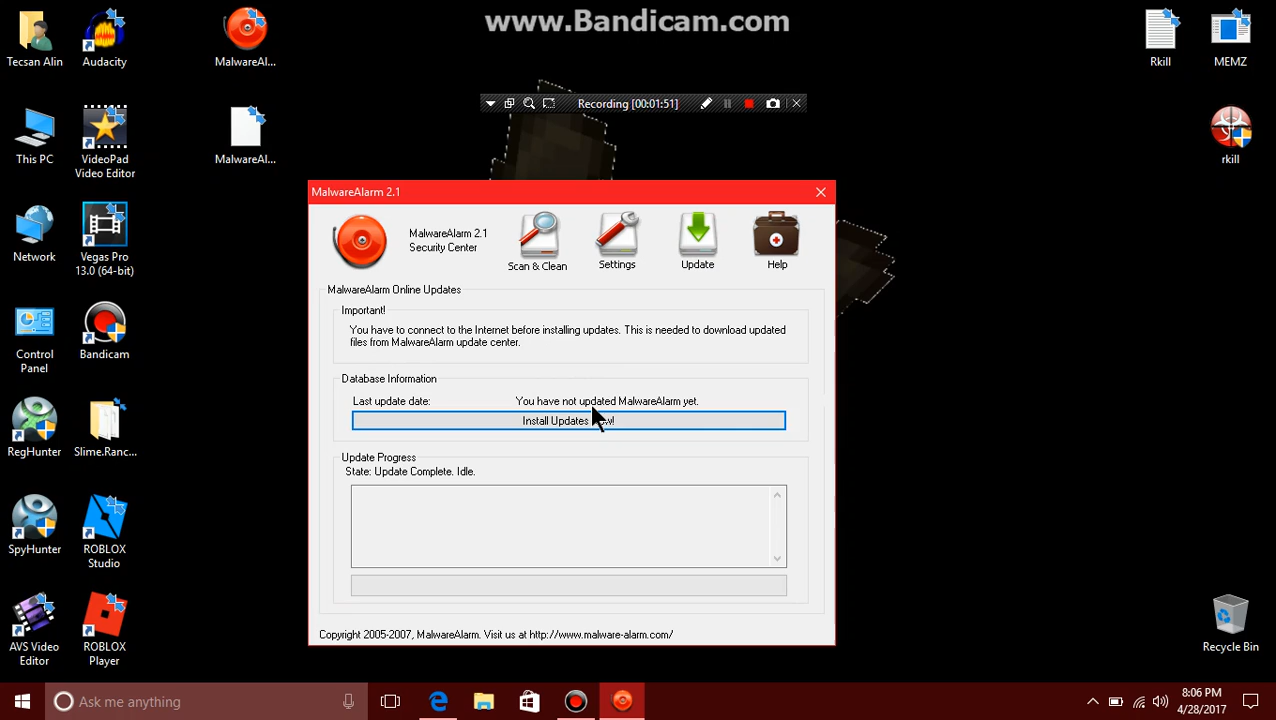 www.Bandicam.com
Tecsan Alin
Audacity
MalwareAl...
Rkill
MEMZ
Recording [00:01:51]
This PC
VideoPad
Video Editor
MalwareAl...
rkill
MalwareAlarm 2.1
MalwareAlarm 2.1
Security Center
Scan & Clean
Settings
Update
Help
Network
Vegas Pro
13.0 (64-bit)
MalwareAlarm Online Updates
Important!
You have to connect to the Internet before installing updates. This is needed to download updated
files from MalwareAlarm update center.
Control
Panel
Bandicam
Database Information
Last update date:
You have not updated MalwareAlarm yet.
Install Updates
RegHunter
Slime.Ranc...
Update Progress
State: Update Complete. Idle.
SpyHunter
ROBLOX
Studio
AVS Video
Editor
ROBLOX
Player
Copyright 2005-2007, MalwareAlarm. Visit us at http://www.malware-alarm.com/
Recycle Bin
Ask me anything
8:06 PM
4/28/2017